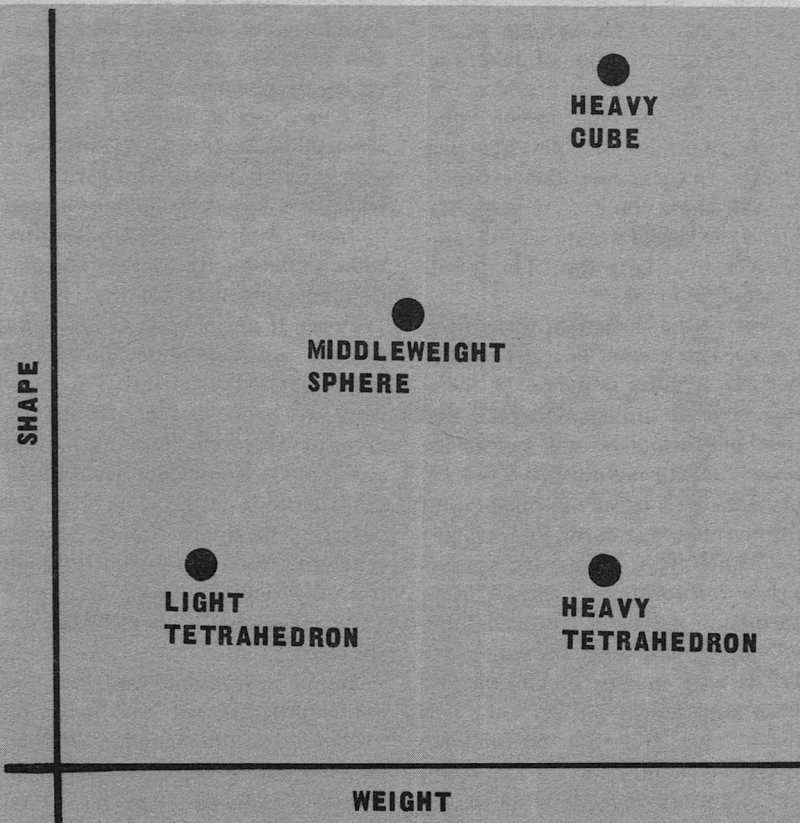 HEAVY
CUBE
MIDDLEWEIGHT
SPHERE
SHAPE
LIGHT
TETRAHEDRON
HEAVY
TETRAHEDRON
WEIGHT